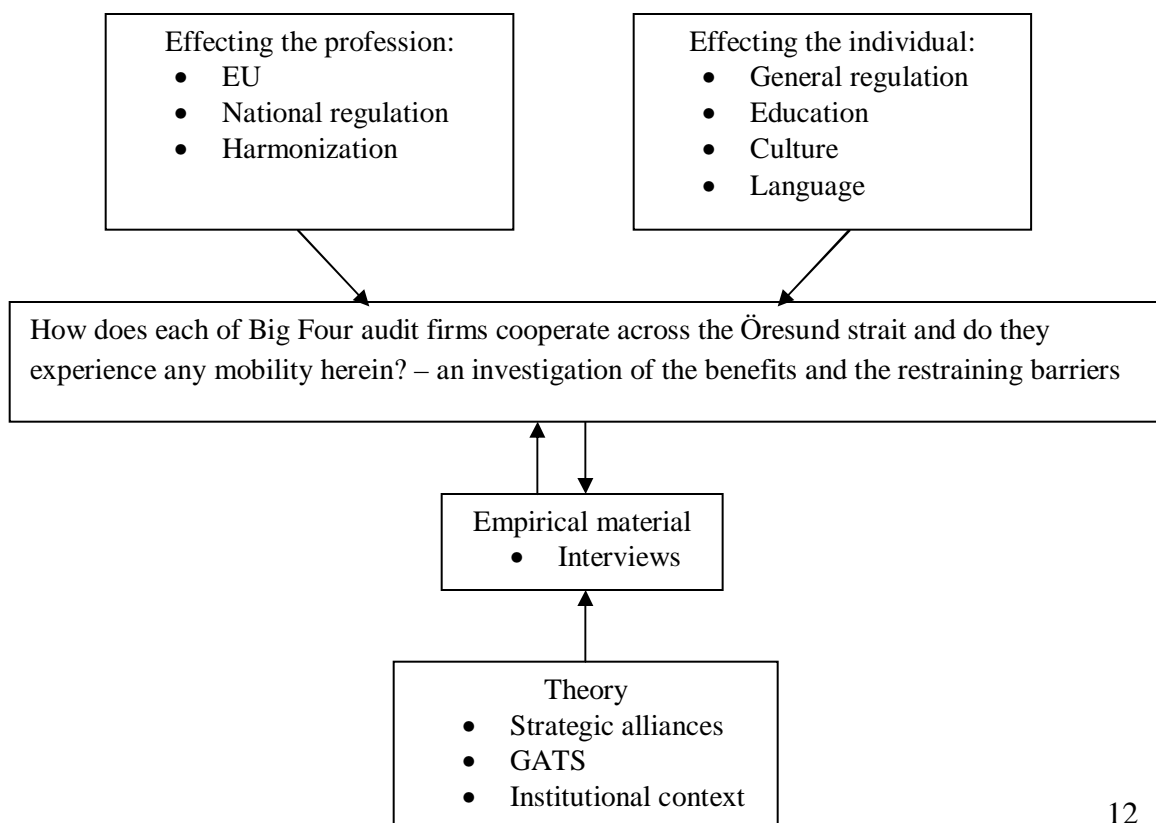 Effecting the profession:
• EU
• National regulation
• Harmonization
Effecting the individual:
• General regulation
• Education
• Culture
• Language
How does each of Big Four audit firms cooperate across the Öresund strait and do they
experience any mobility herein? – an investigation of the benefits and the restraining barriers
Empirical material
• Interviews
Theory
• Strategic alliances
• GATS
• Institutional context
12